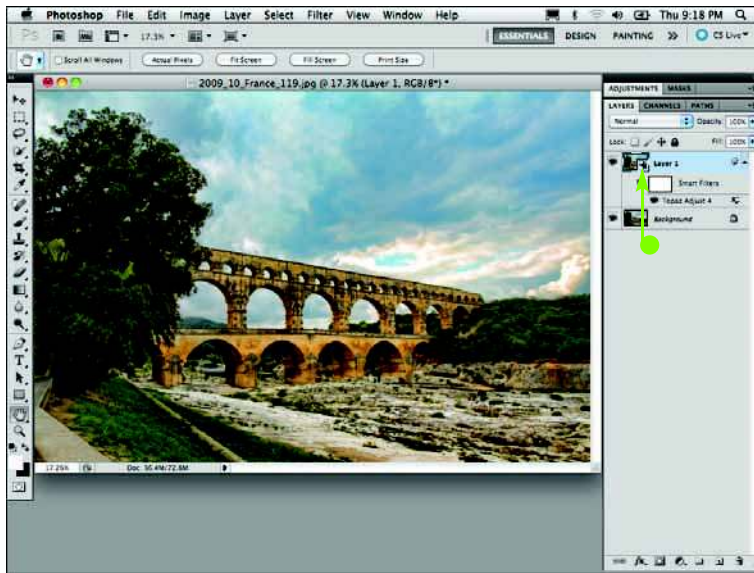 Photoshop File Edit Image Layer Select Filter View Window Help Thu 9:18 PM
Ps 17.3% ESSENTIALS DESIGN PAINTING CS Live
Scroll All Windows Actual Pixels Fit Screen Fill Screen Print Size
2009_10_France_119.jpg @ 17.3% (Layer 1, RGB/8*) *
ADJUSTMENTS MASKS
LAYERS CHANNELS PATHS
Normal Opacity: 100%
Lock: Fill: 100%
Layer 1
Smart Filters
Topaz Adjust 4
Background
17.26% Doc: 36.4M/72.8M